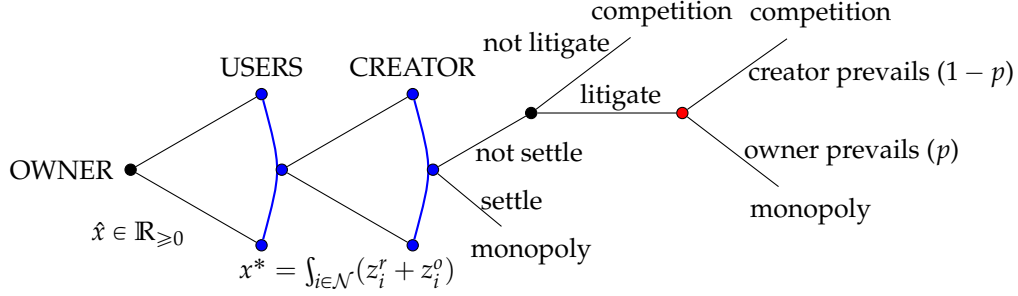 competition
competition
not litigate
USERS
CREATOR
creator prevails (1 − p)
litigate
OWNER
not settle
owner prevails (p)
settle
x̂ ∈ ℝ⩾0
monopoly
monopoly
x* = ∫i∈𝒩(zᵢʳ + zᵢᵒ)